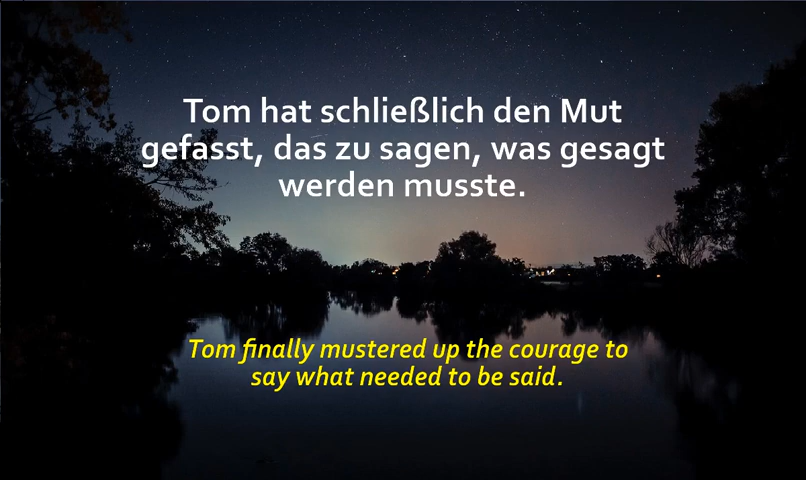 Tom hat schließlich den Mut
gefasst, das zu sagen, was gesagt
werden musste.
Tom finally mustered up the courage to
say what needed to be said.